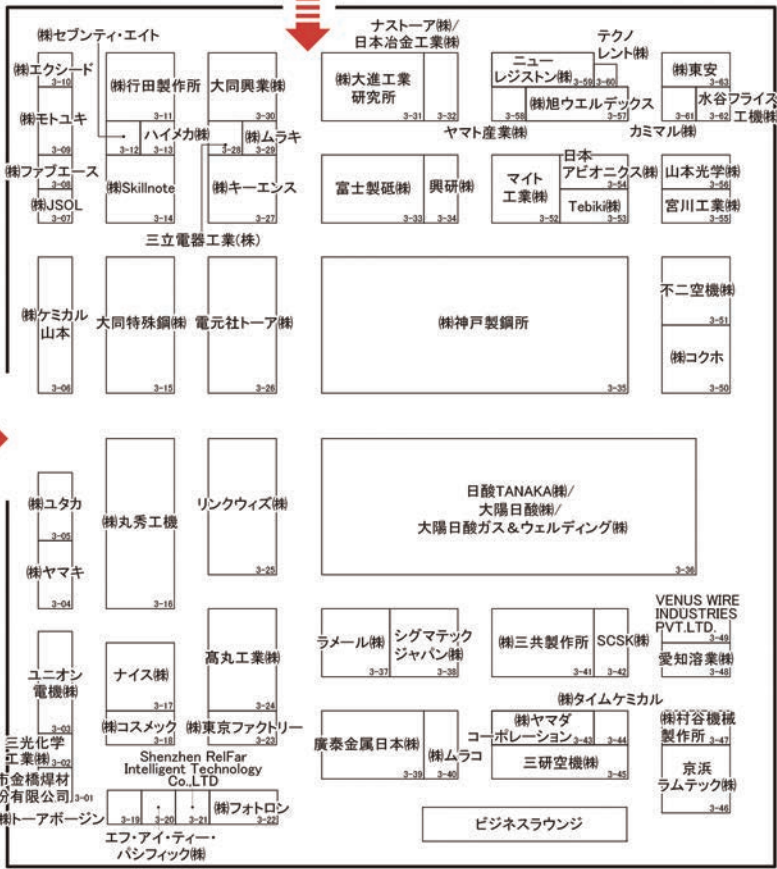 ナストーア㈱/
日本冶金工業㈱
㈱セブンティ・エイト
テクノ
レント㈱
㈱エクシード
3-10
㈱行田製作所
3-11
大同興業㈱
3-30
㈱大進工業
研究所
3-31
3-32
ニュー
レジストン㈱
3-59
3-60
㈱東安
3-63
㈱モトユキ
3-09
3-12
ハイメカ㈱
3-13
3-28
㈱ムラキ
3-29
3-58
㈱旭ウエルデックス
3-57
3-61
水谷フライス
工機㈱
3-62
ヤマト産業㈱
カミマル㈱
㈱ファブエース
3-08
㈱JSOL
3-07
㈱Skillnote
3-14
㈱キーエンス
3-27
富士製砥㈱
3-33
興研㈱
3-34
マイト
工業㈱
3-52
日本
アビオニクス㈱
3-54
Tebiki㈱
3-53
山本光学㈱
3-56
宮川工業㈱
3-55
三立電器工業(株)
㈱ケミカル
山本
3-06
大同特殊鋼㈱
3-15
電元社トーア㈱
3-26
㈱神戸製鋼所
3-35
不二空機㈱
3-51
㈱コクホ
3-50
㈱ユタカ
3-05
㈱ヤマキ
3-04
㈱丸秀工機
3-16
リンクウィズ㈱
3-25
日酸TANAKA㈱/
大陽日酸㈱/
大陽日酸ガス&ウェルディング㈱
3-36
ユニオン
電機㈱
3-03
ナイス㈱
3-17
髙丸工業㈱
3-24
ラメール㈱
3-37
シグマテック
ジャパン㈱
3-38
㈱三共製作所
3-41
SCSK㈱
3-42
VENUS WIRE
INDUSTRIES
PVT.LTD.
3-49
愛知溶業㈱
3-48
三光化学
工業㈱
3-02
市金橋焊材
份有限公司
3-01
㈱コスメック
3-18
㈱東京ファクトリー
3-23
廣泰金属日本㈱
3-39
㈱ムラコ
3-40
㈱タイムケミカル
㈱ヤマダ
コーポレーション
3-43
3-44
三研空機㈱
3-45
㈱村谷機械
製作所
3-47
京浜
ラムテック㈱
3-46
Shenzhen RelFar
Intelligent Technology
Co.,LTD
㈱トーアボージン
3-19
3-20
3-21
㈱フォトロン
3-22
エフ・アイ・ティー・
パシフィック㈱
ビジネスラウンジ